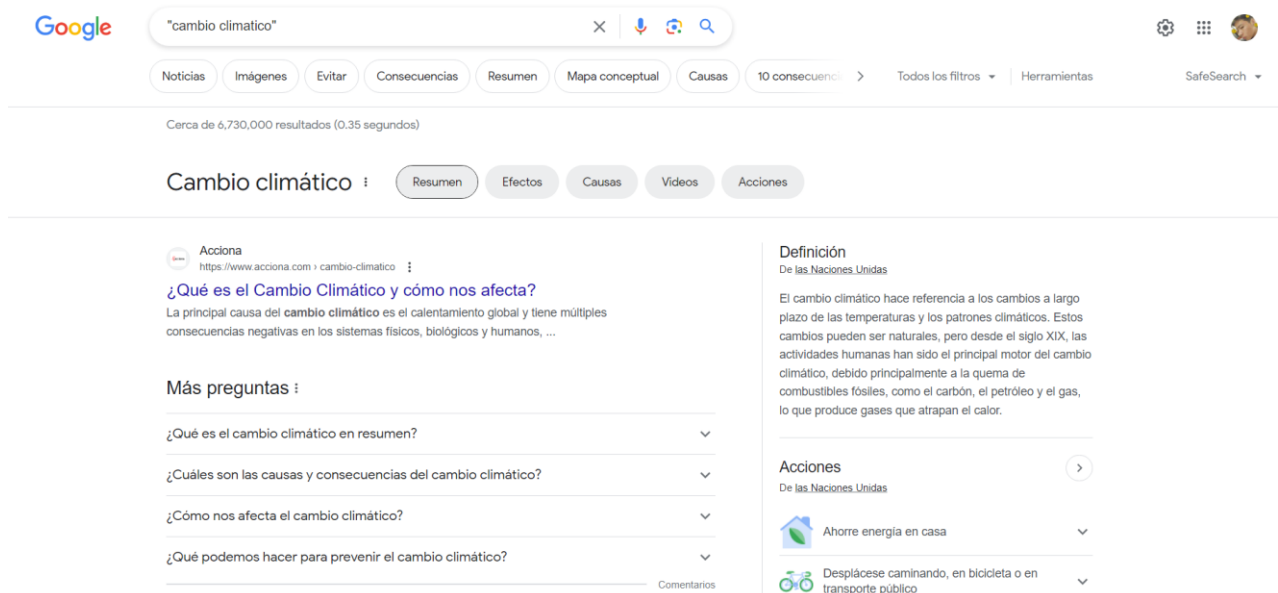 Google
"cambio climatico"
Noticias
Imágenes
Evitar
Consecuencias
Resumen
Mapa conceptual
Causas
10
Todos los filtros
Herramientas
SafeSearch
Cerca de 6,730,000 resultados (0.35 segundos)
Cambio climático
Resumen
Efectos
Causas
Videos
Acciones
Acciona
https://www.acciona.com › cambio-climatico
¿Qué es el Cambio Climático y cómo nos afecta?
La principal causa del cambio climático es el calentamiento global y tiene múltiples
consecuencias negativas en los sistemas físicos, biológicos y humanos, ...
Más preguntas
¿Qué es el cambio climático en resumen?
¿Cuáles son las causas y consecuencias del cambio climático?
¿Cómo nos afecta el cambio climático?
¿Qué podemos hacer para prevenir el cambio climático?
Comentarios
Definición
De las Naciones Unidas
El cambio climático hace referencia a los cambios a largo
plazo de las temperaturas y los patrones climáticos. Estos
cambios pueden ser naturales, pero desde el siglo XIX, las
actividades humanas han sido el principal motor del cambio
climático, debido principalmente a la quema de
combustibles fósiles, como el carbón, el petróleo y el gas,
lo que produce gases que atrapan el calor.
Acciones
De las Naciones Unidas
Ahorre energía en casa
Desplácese caminando, en bicicleta o en
transporte público